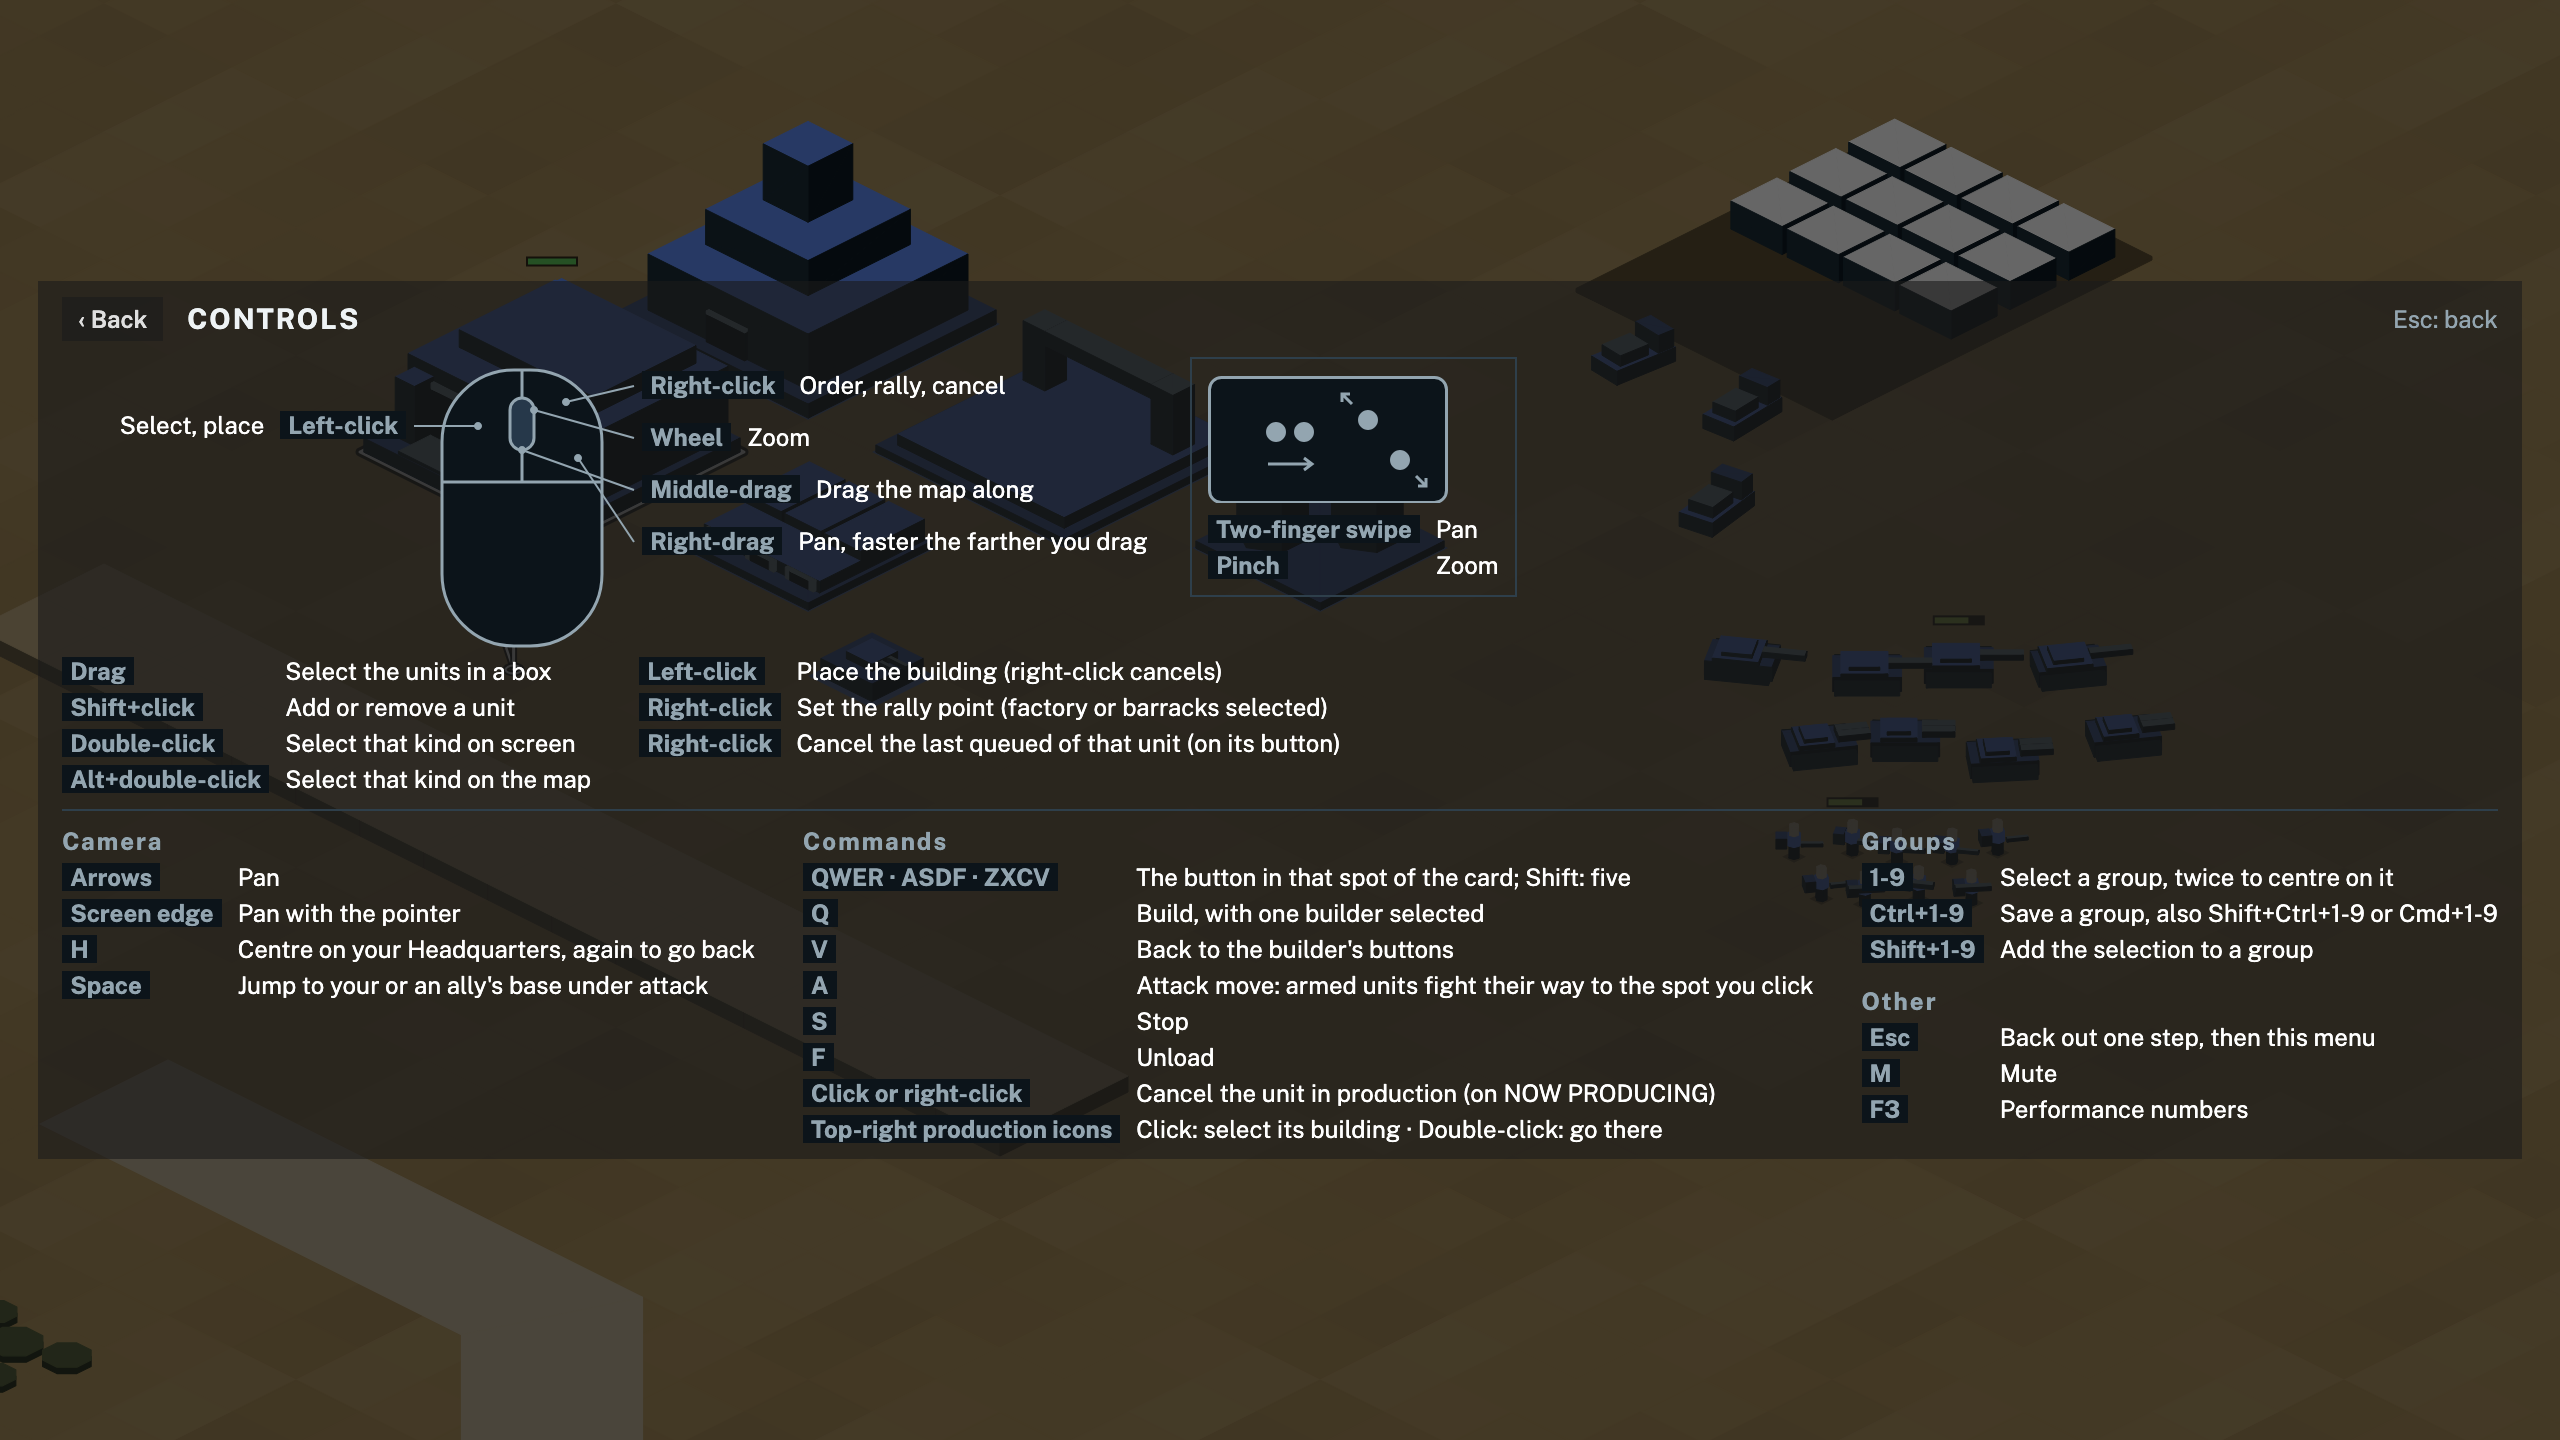 ‹ Back CONTROLS Esc: back
Select, place Left-click
Right-click Order, rally, cancel
Wheel Zoom
Middle-drag Drag the map along
Right-drag Pan, faster the farther you drag
Two-finger swipe Pan
Pinch Zoom
Drag Select the units in a box
Shift+click Add or remove a unit
Double-click Select that kind on screen
Alt+double-click Select that kind on the map
Left-click Place the building (right-click cancels)
Right-click Set the rally point (factory or barracks selected)
Right-click Cancel the last queued of that unit (on its button)
Camera
Arrows Pan
Screen edge Pan with the pointer
H Centre on your Headquarters, again to go back
Space Jump to your or an ally's base under attack
Commands
QWER · ASDF · ZXCV The button in that spot of the card; Shift: five
Q Build, with one builder selected
V Back to the builder's buttons
A Attack move: armed units fight their way to the spot you click
S Stop
F Unload
Click or right-click Cancel the unit in production (on NOW PRODUCING)
Top-right production icons Click: select its building · Double-click: go there
Groups
1-9 Select a group, twice to centre on it
Ctrl+1-9 Save a group, also Shift+Ctrl+1-9 or Cmd+1-9
Shift+1-9 Add the selection to a group
Other
Esc Back out one step, then this menu
M Mute
F3 Performance numbers